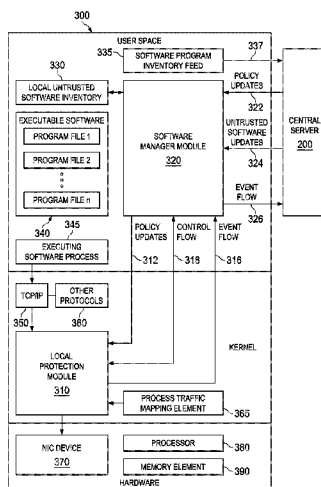 300
USER SPACE
335
SOFTWARE PROGRAM
INVENTORY FEED
337
330
LOCAL UNTRUSTED
SOFTWARE INVENTORY
POLICY
UPDATES
322
EXECUTABLE SOFTWARE
PROGRAM FILE 1
PROGRAM FILE 2
PROGRAM FILE n
340
SOFTWARE
MANAGER MODULE
320
UNTRUSTED
SOFTWARE
UPDATES
324
CENTRAL
SERVER
200
EVENT
FLOW
326
345
EXECUTING
SOFTWARE PROCESS
POLICY
UPDATES
312
CONTROL
FLOW
318
EVENT
FLOW
316
TCP/IP
350
OTHER
PROTOCOLS
360
KERNEL
LOCAL
PROTECTION
MODULE
310
PROCESS TRAFFIC
MAPPING ELEMENT
365
NIC DEVICE
370
PROCESSOR
380
MEMORY ELEMENT
390
HARDWARE